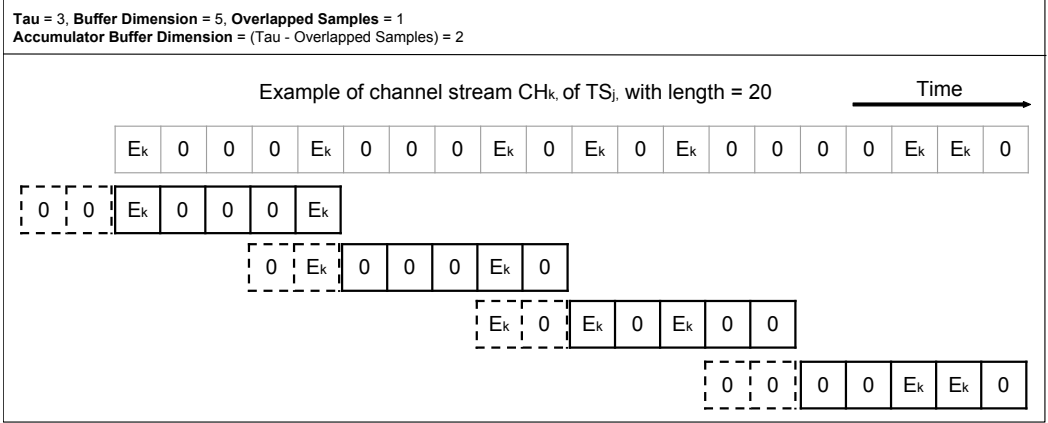 Tau = 3, Buffer Dimension = 5, Overlapped Samples = 1
Accumulator Buffer Dimension = (Tau - Overlapped Samples) = 2
Example of channel stream CHk, of TSj, with length = 20
Time
Ek 0 0 0 Ek 0 0 0 Ek 0 Ek 0 Ek 0 0 0 0 Ek Ek 0
0 0 Ek 0 0 0 Ek
0 Ek 0 0 0 Ek 0
Ek 0 Ek 0 Ek 0 0
0 0 0 0 Ek Ek 0